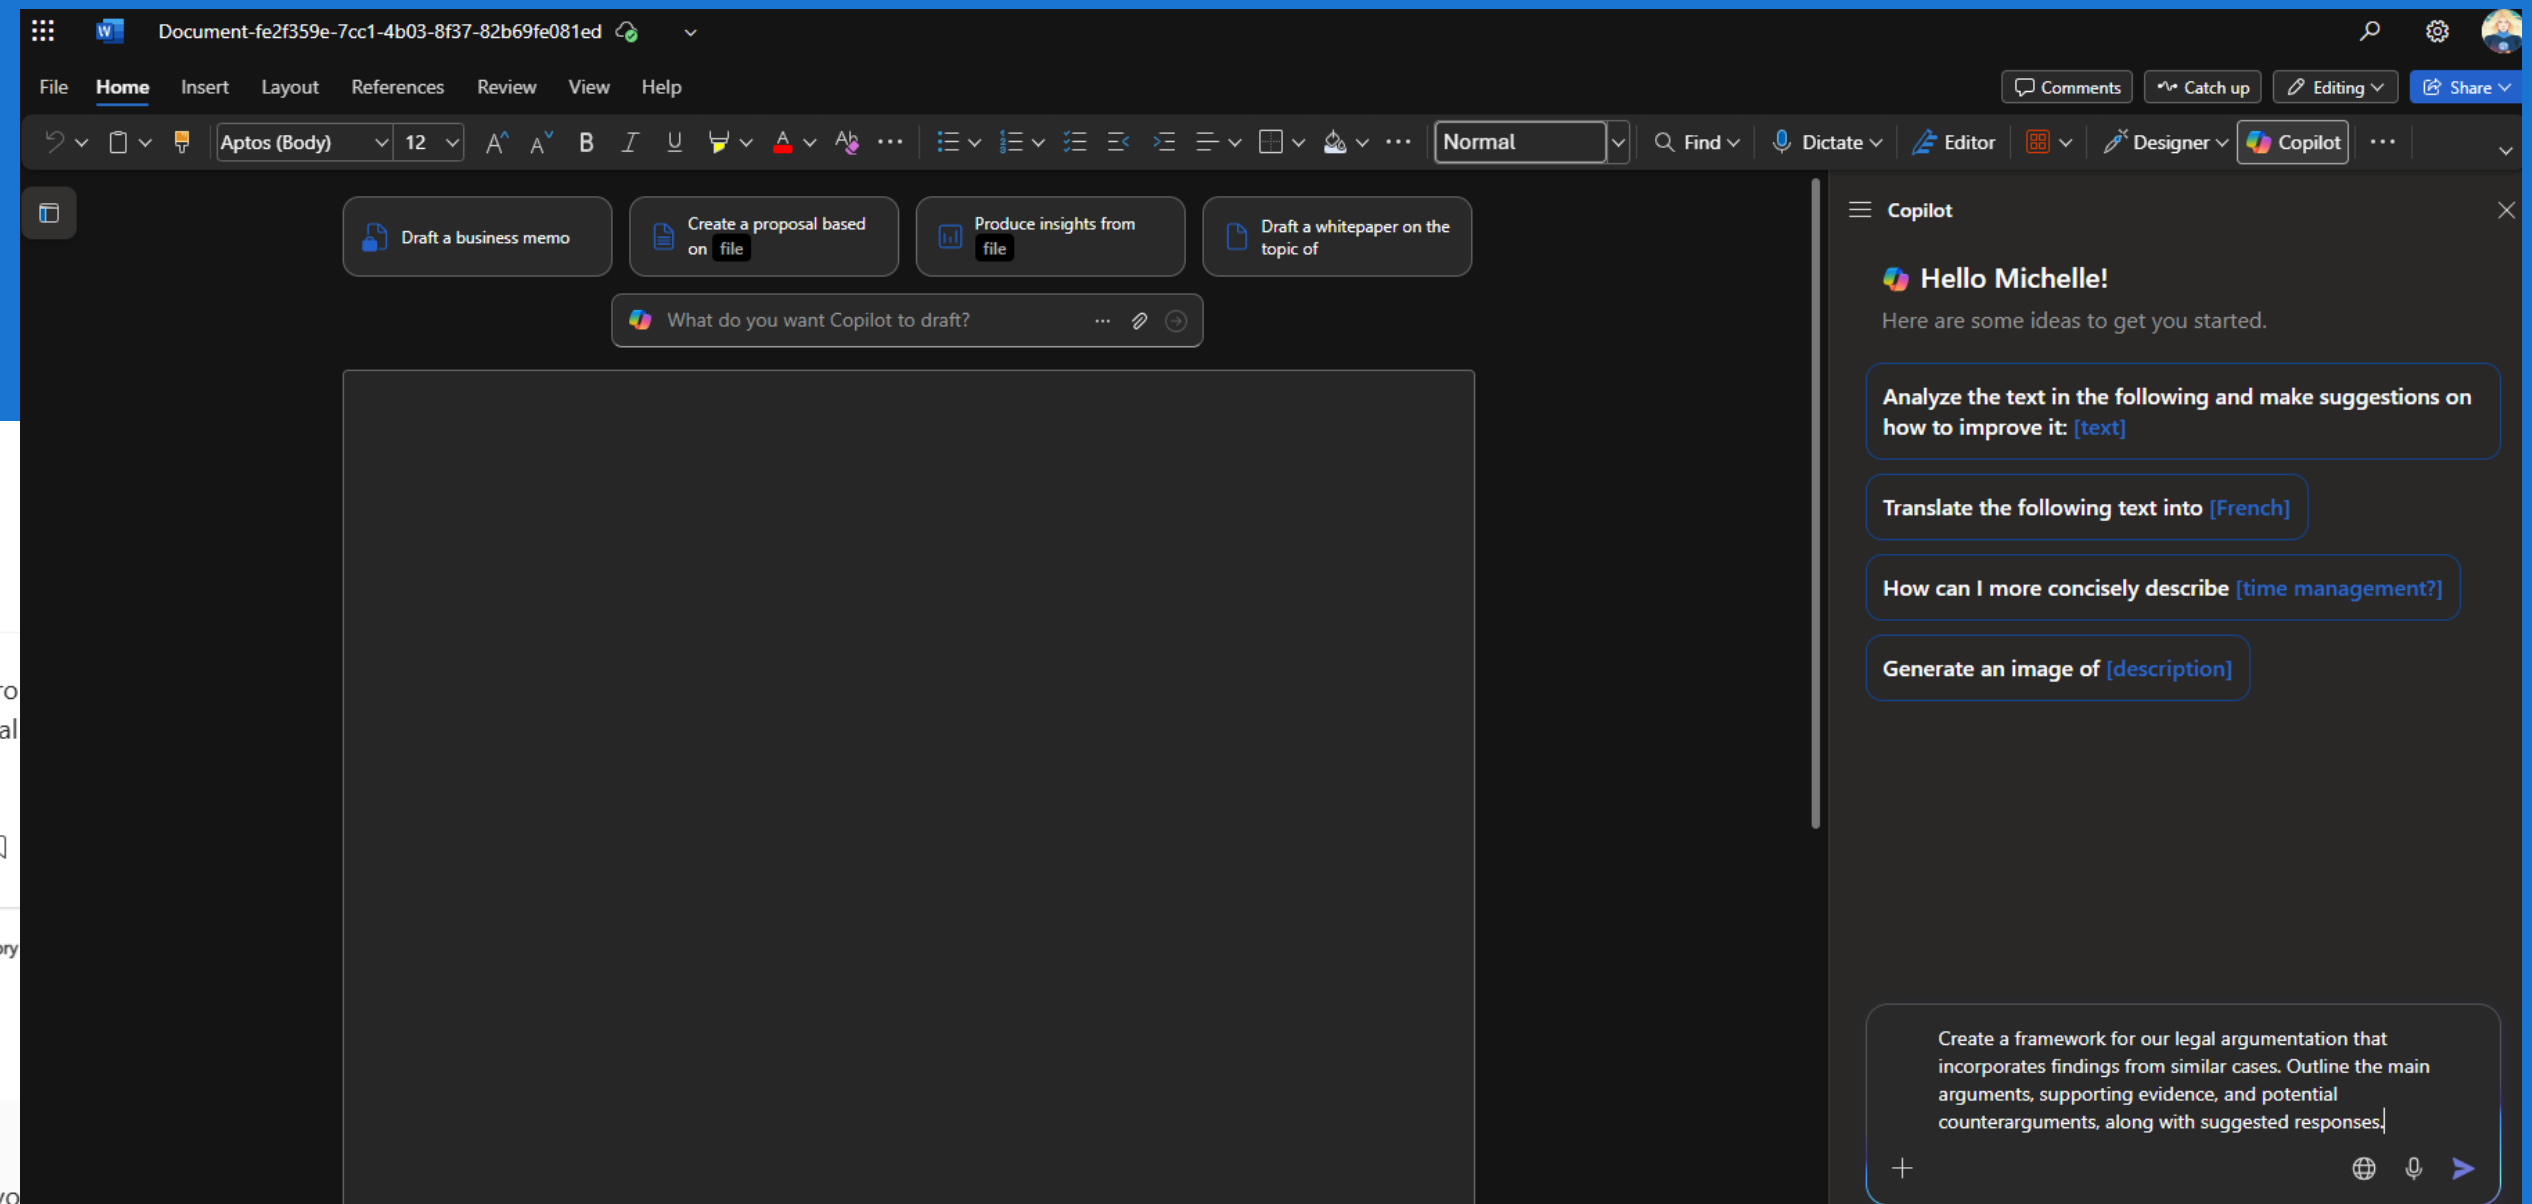 Document-fe2f359e-7cc1-4b03-8f37-82b69fe081ed
File Home Insert Layout References Review View Help
Comments Catch up Editing Share
Aptos (Body) 12 Normal Find Dictate Editor Designer Copilot
Draft a business memo
Create a proposal based
on file
Produce insights from
file
Draft a whitepaper on the
topic of
What do you want Copilot to draft?
Copilot
Hello Michelle!
Here are some ideas to get you started.
Analyze the text in the following and make suggestions on
how to improve it: [text]
Translate the following text into [French]
How can I more concisely describe [time management?]
Generate an image of [description]
Create a framework for our legal argumentation that
incorporates findings from similar cases. Outline the main
arguments, supporting evidence, and potential
counterarguments, along with suggested responses.